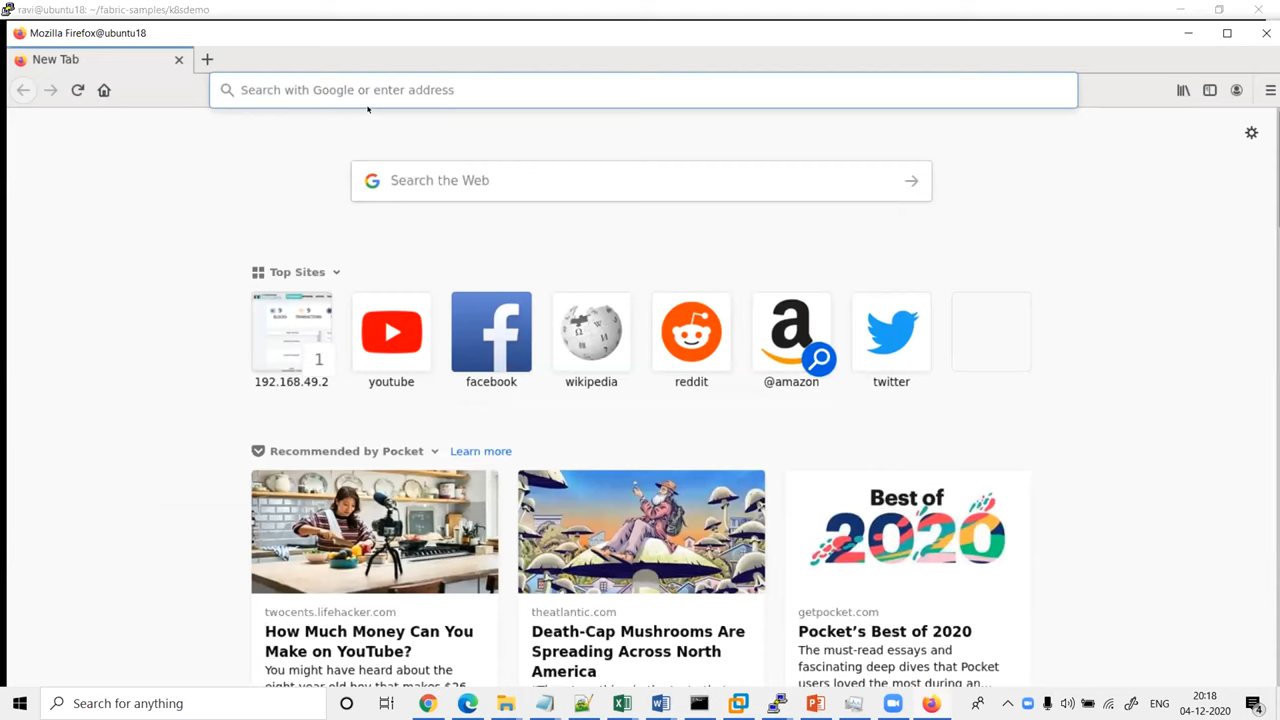 ravi@ubuntu18: ~/fabric-samples/k8sdemo
Mozilla Firefox@ubuntu18
New Tab
Search with Google or enter address
Search the Web
Top Sites
1
192.168.49.2
youtube
facebook
wikipedia
reddit
@amazon
twitter
Recommended by Pocket
Learn more
Best of
2020
twocents.lifehacker.com
How Much Money Can You
Make on YouTube?
You might have heard about the
theatlantic.com
Death-Cap Mushrooms Are
Spreading Across North
America
getpocket.com
Pocket's Best of 2020
The must-read essays and
fascinating deep dives that Pocket
users loved the most during an
Search for anything
ENG
20:18
04-12-2020
4